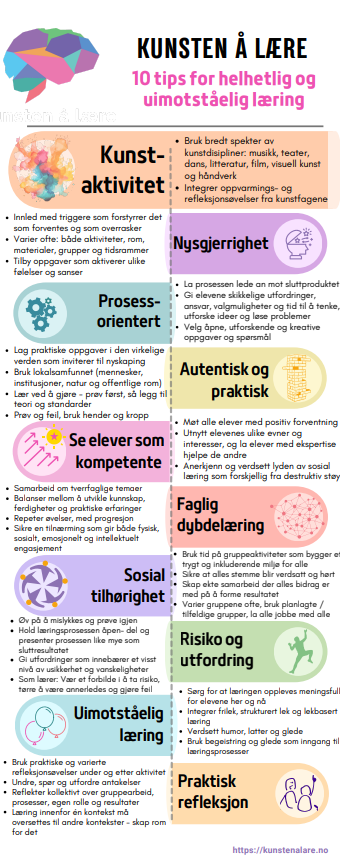 KUNSTEN Å LÆRE
10 tips for helhetlig og
uimotståelig læring
Kunst-
aktivitet
• Bruk bredt spekter av
kunstdisipliner: musikk, teater,
dans, litteratur, film, visuell kunst
og håndverk
• Integrer oppvarmings- og
refleksjonsøvelser fra kunstfagene
• Innled med triggere som forstyrrer det
som forventes og som overrasker
• Varier ofte: både aktiviteter, rom,
materialer, grupper og tidsrammer
• Tilby oppgaver som aktiverer ulike
følelser og sanser
Nysgjerrighet
Prosess-
orientert
• La prosessen lede an mot sluttproduktet
• Gi elevene skikkelige utfordringer,
ansvar, valgmuligheter og tid til å tenke,
utforske ideer og løse problemer
• Velg åpne, utforskende og kreative
oppgaver og spørsmål
• Lag praktiske oppgaver i den virkelige
verden som inviterer til nyskaping
• Bruk lokalsamfunnet (mennesker,
institusjoner, natur og offentlige rom)
• Lær ved å gjøre - prøv først, så legg til
teori og standarder
• Prøv og feil, bruk hender og kropp
Autentisk og
praktisk
Se elever som
kompetente
• Møt alle elever med positiv forventning
• Utnytt elevenes ulike evner og
interesser, og la elever med ekspertise
hjelpe de andre
• Anerkjenn og verdsett lyden av sosial
læring som forskjellig fra destruktiv støy
• Samarbeid om tverrfaglige temaer
• Balanser mellom å utvikle kunnskap,
ferdigheter og praktiske erfaringer
• Repeter øvelser, med progresjon
• Sikre en tilnærming som gir både fysisk,
sosialt, emosjonelt og intellektuelt
engasjement
Faglig
dybdelæring
Sosial
tilhørighet
• Bruk tid på gruppeaktiviteter som bygger et
trygt og inkluderende miljø for alle
• Sikre at alles stemme blir verdsatt og hørt
• Skap ekte samarbeid der alles bidrag er
med på å forme resultatet
• Varier gruppene ofte, bruk planlagte /
tilfeldige grupper, la alle jobbe med alle
• Øv på å mislykkes og prøve igjen
• Hold læringsprosessen åpen- del og
presenter prosessen like mye som
sluttresultatet
• Gi utfordringer som innebærer et visst
nivå av usikkerhet og vanskeligheter
• Som lærer: Vær et forbilde i å ta risiko,
tørre å være annerledes og gjøre feil
Risiko og
utfordring
Uimotståelig
læring
• Sørg for at læringen oppleves meningsfull
for elevene her og nå
• Integrer frilek, strukturert lek og lekbasert
læring
• Verdsett humor, latter og glede
• Bruk begeistring og glede som inngang til
læringsprosesser
• Bruk praktiske og varierte
refleksjonsøvelser under og etter aktivitet
• Undre, spør og utfordre antakelser
• Reflekter kollektivt over gruppearbeid,
prosesser, egen rolle og resultater
• Læring innenfor én kontekst må
oversettes til andre kontekster - skap rom
for det
Praktisk
refleksjon
https://kunstenalare.no